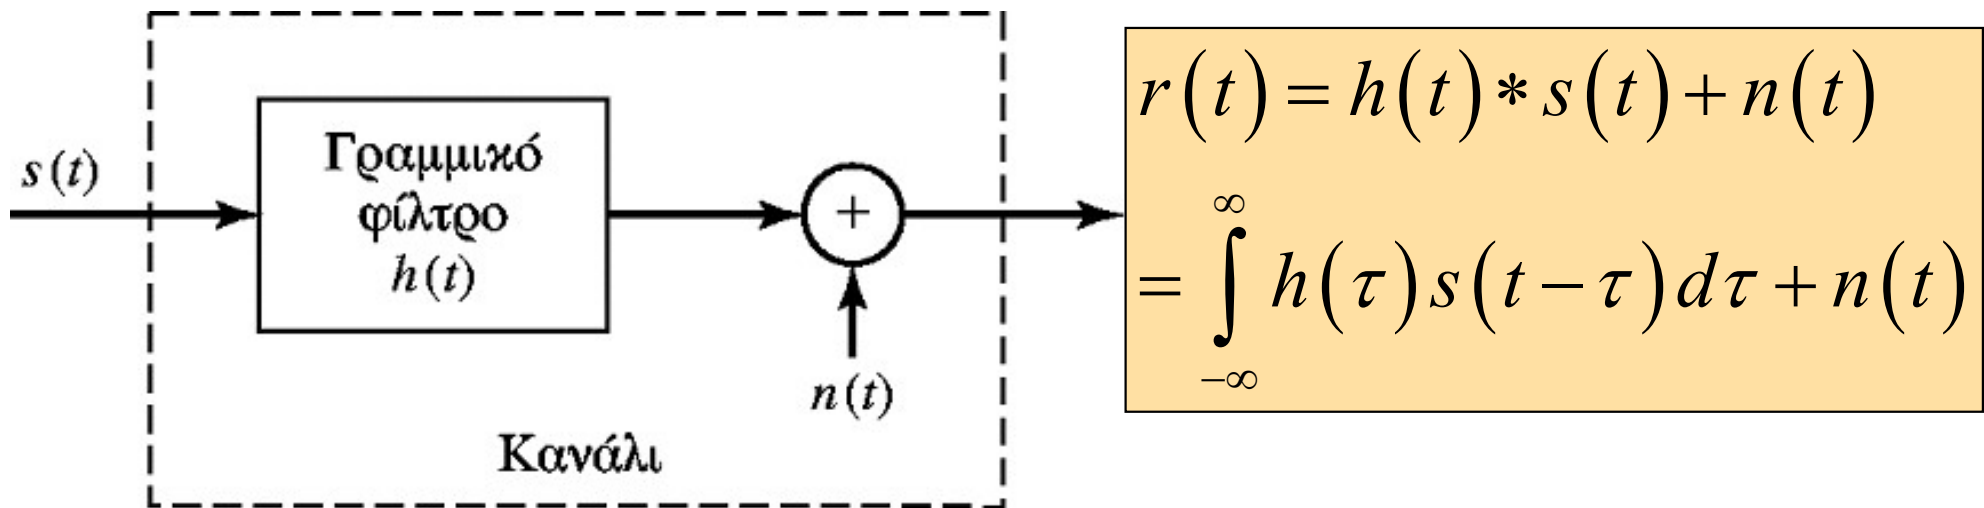 s(t)
Γραμμικό
φίλτρο
h(t)
+
n(t)
Κανάλι
r(t) = h(t) * s(t) + n(t)
= ∫_{-∞}^{∞} h(τ) s(t − τ) dτ + n(t)